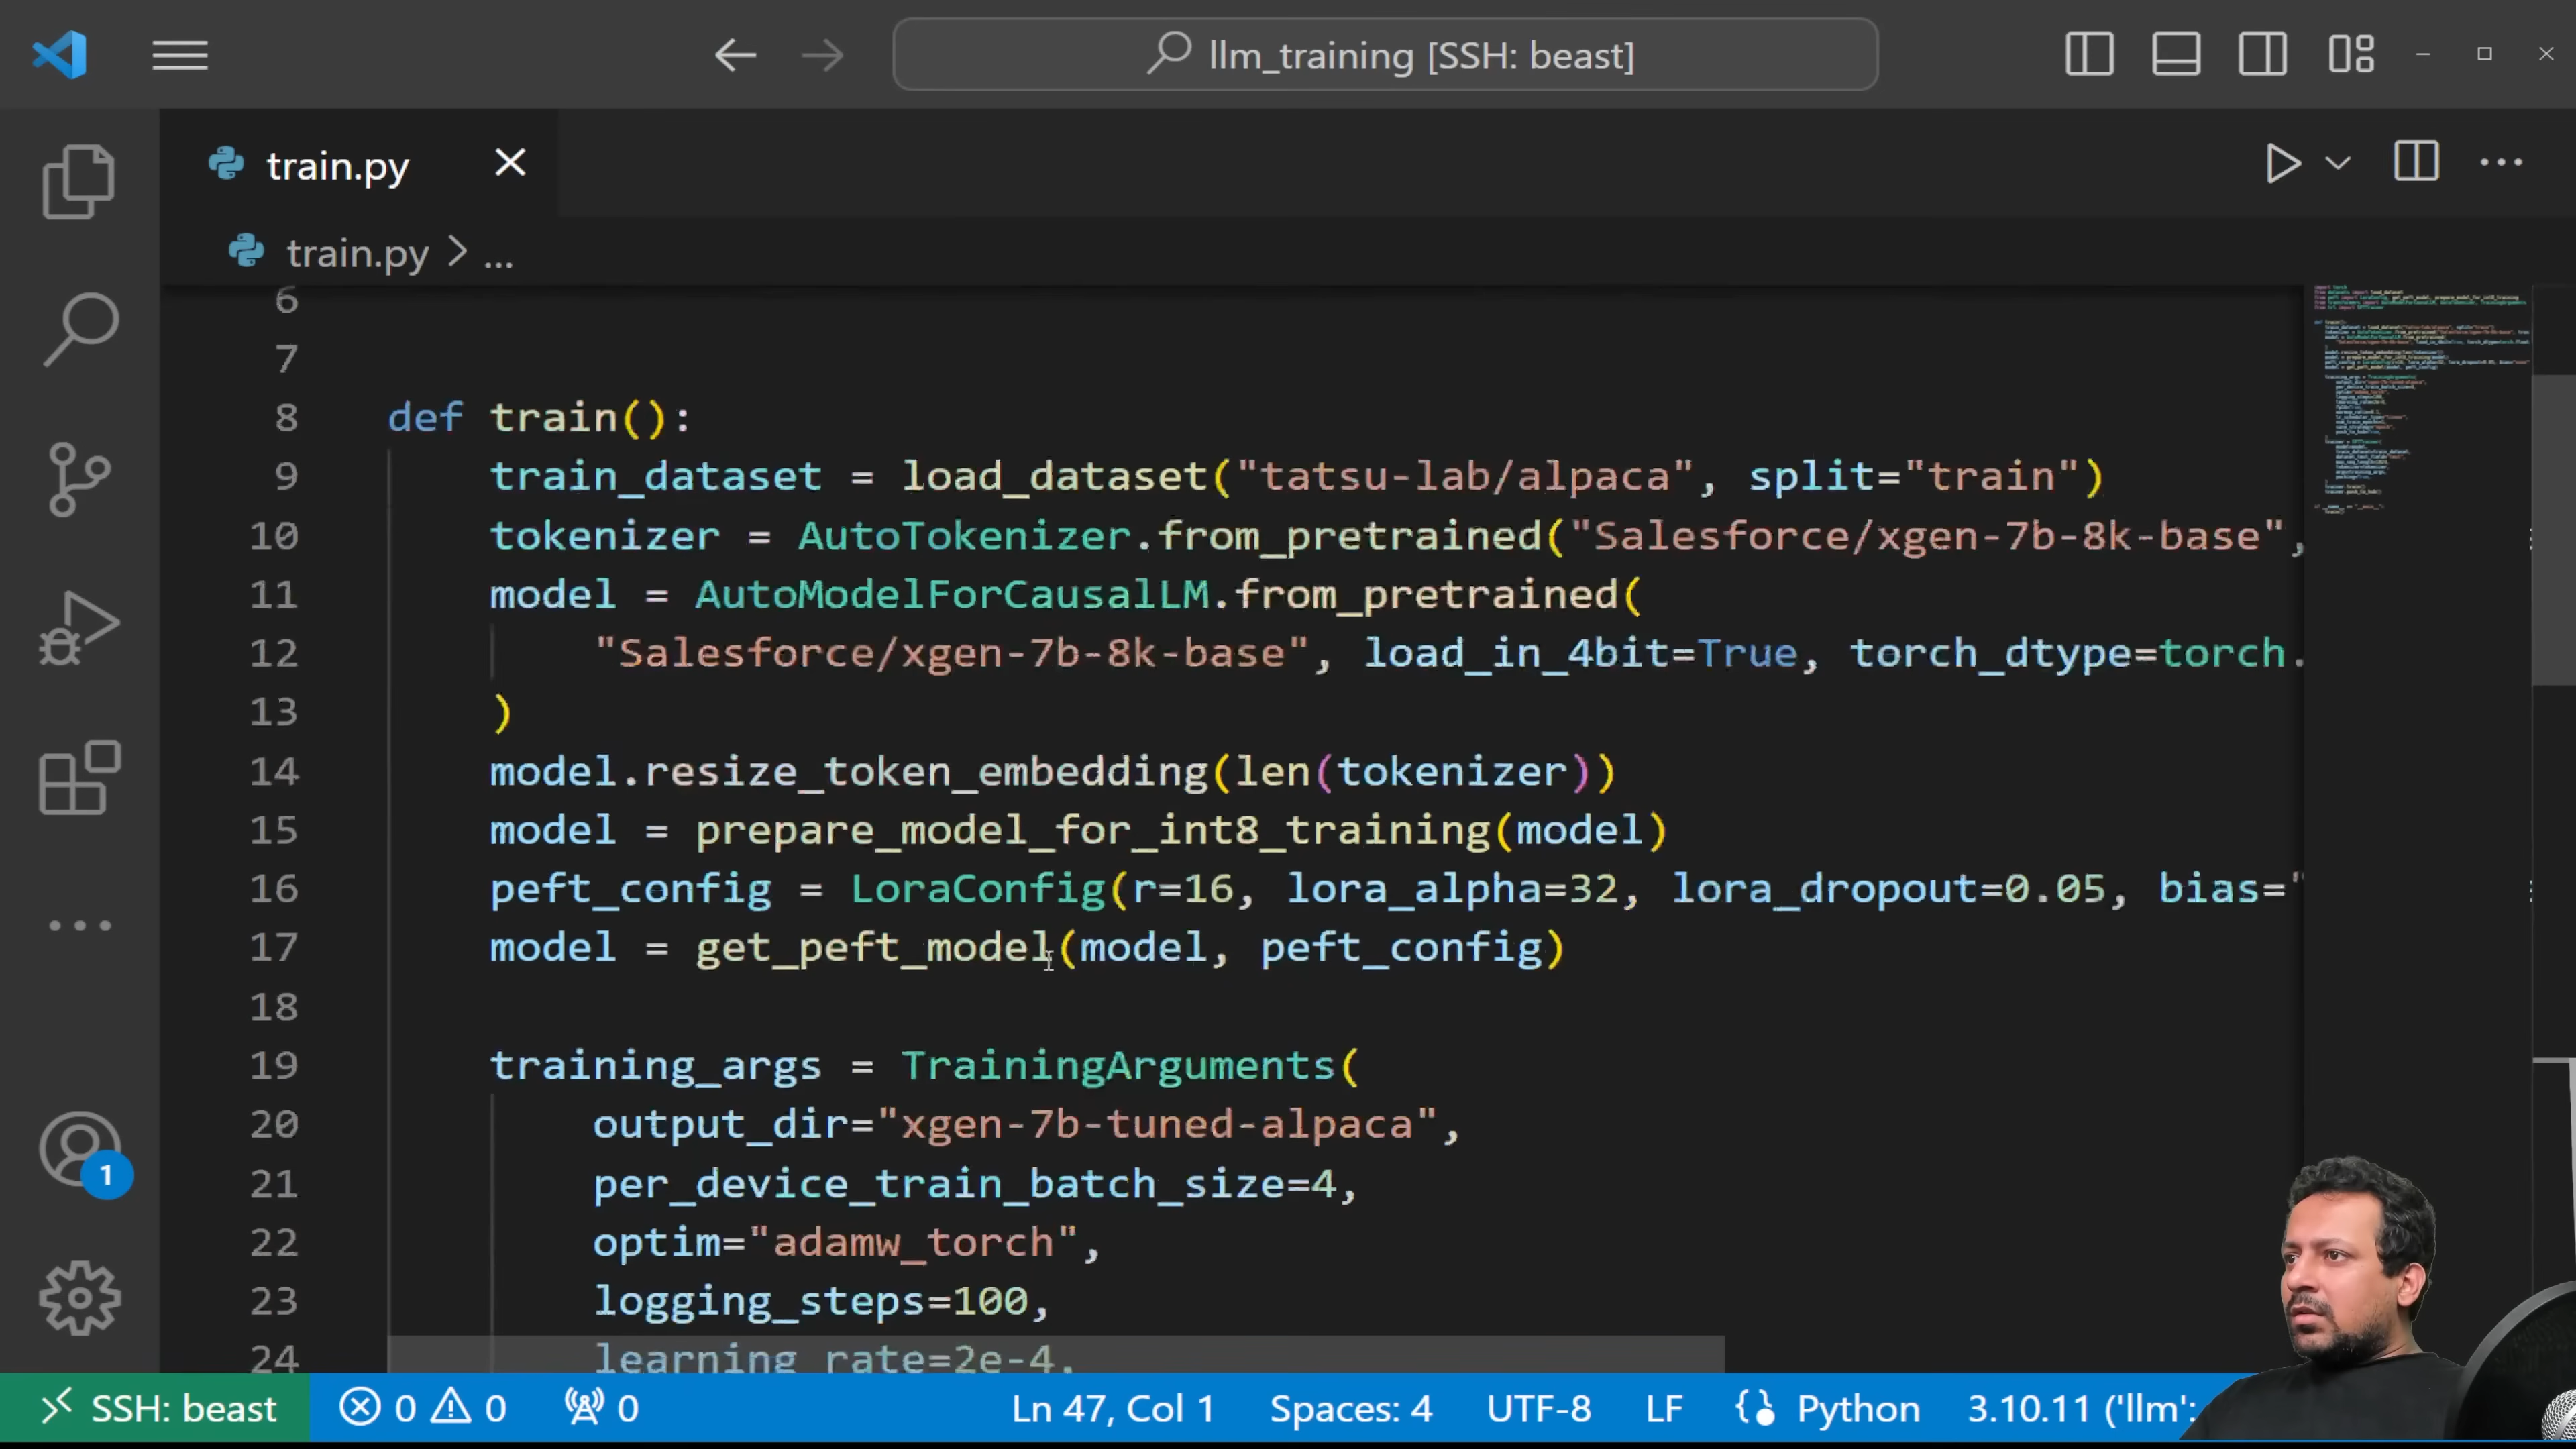 llm_training [SSH: beast]
train.py
train.py > ...
6
7
8 def train():
9 train_dataset = load_dataset("tatsu-lab/alpaca", split="train")
10 tokenizer = AutoTokenizer.from_pretrained("Salesforce/xgen-7b-8k-base",
11 model = AutoModelForCausalLM.from_pretrained(
12 "Salesforce/xgen-7b-8k-base", load_in_4bit=True, torch_dtype=torch.
13 )
14 model.resize_token_embedding(len(tokenizer))
15 model = prepare_model_for_int8_training(model)
16 peft_config = LoraConfig(r=16, lora_alpha=32, lora_dropout=0.05, bias="
17 model = get_peft_model(model, peft_config)
18
19 training_args = TrainingArguments(
20 output_dir="xgen-7b-tuned-alpaca",
21 per_device_train_batch_size=4,
22 optim="adamw_torch",
23 logging_steps=100,
24 learning_rate=2e-4,
1
SSH: beast 0 0 0 Ln 47, Col 1 Spaces: 4 UTF-8 LF Python 3.10.11 ('llm':